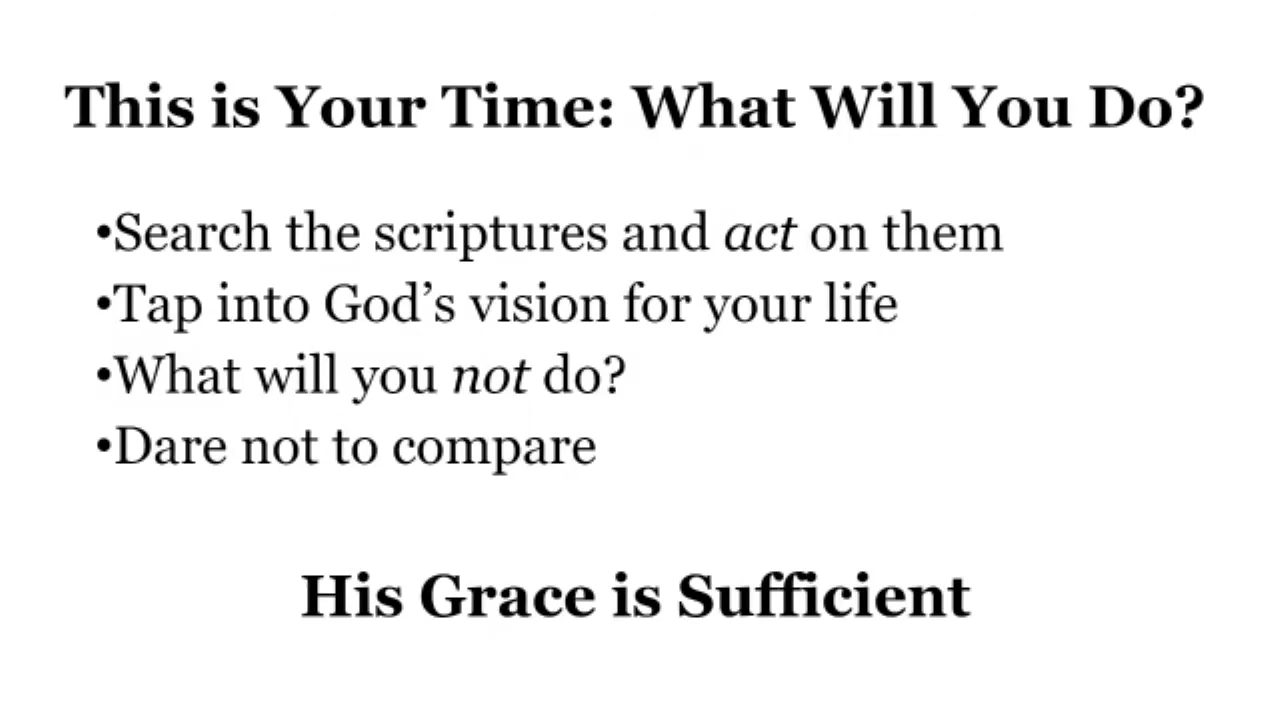 This is Your Time: What Will You Do?
•Search the scriptures and act on them
•Tap into God’s vision for your life
•What will you not do?
•Dare not to compare
His Grace is Sufficient